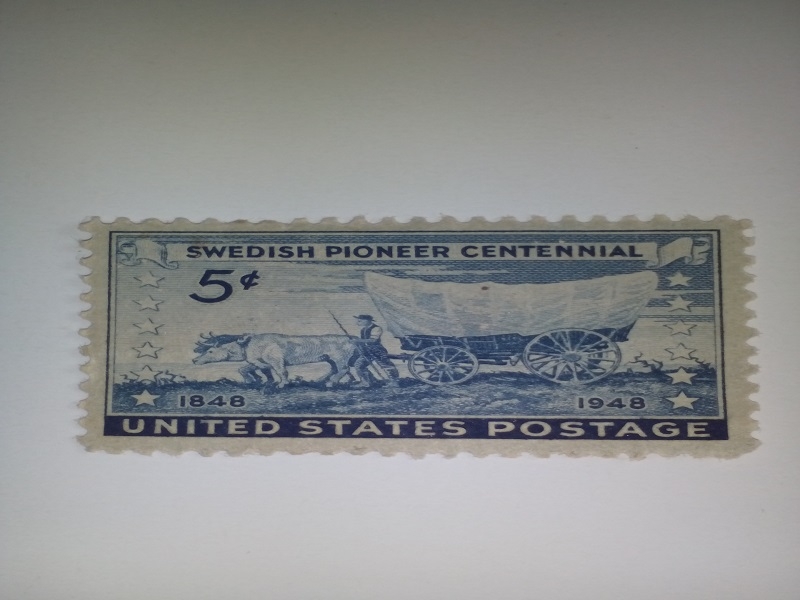 SWEDISH PIONEER CENTENNIAL
5¢
1848 1948
UNITED STATES POSTAGE